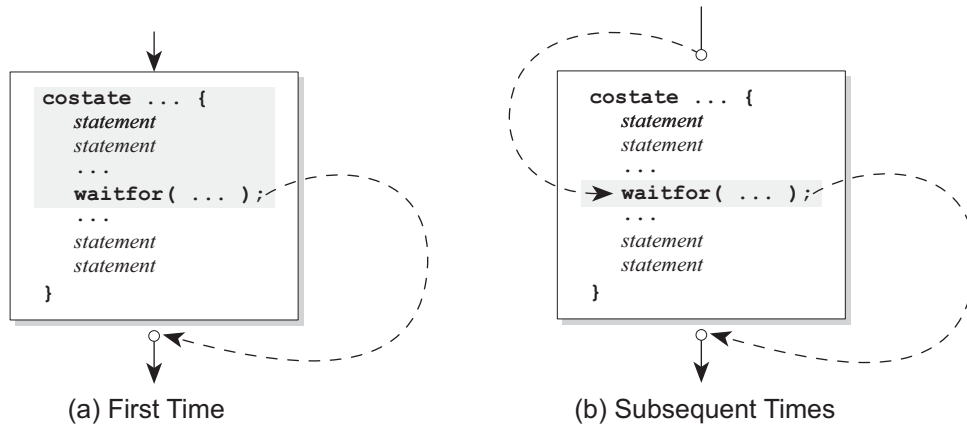 costate ... {
statement
statement
...
waitfor( ... );
...
statement
statement
}
(a) First Time
costate ... {
statement
statement
...
waitfor( ... );
...
statement
statement
}
(b) Subsequent Times